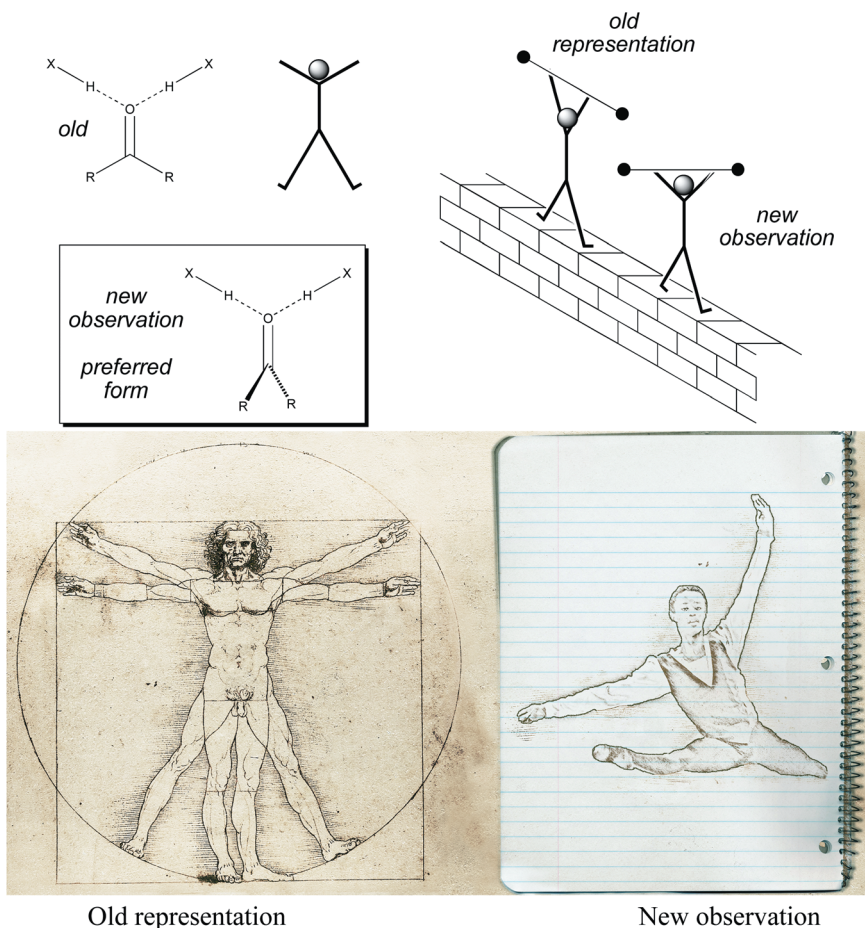 X
X
H
H
O
old
R
R
old
representation
new
observation
X
X
H
H
O
new
observation
preferred
form
R
R
Old representation
New observation